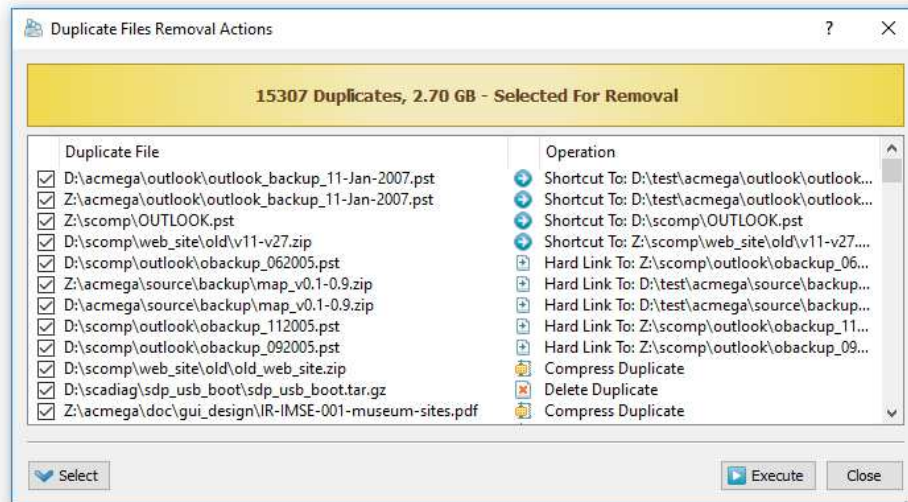 Duplicate Files Removal Actions ?
15307 Duplicates, 2.70 GB - Selected For Removal
Duplicate File Operation
D:\acmega\outlook\outlook_backup_11-Jan-2007.pst Shortcut To: D:\test\acmega\outlook\outlook...
Z:\acmega\outlook\outlook_backup_11-Jan-2007.pst Shortcut To: D:\test\acmega\outlook\outlook...
Z:\scomp\OUTLOOK.pst Shortcut To: D:\scomp\OUTLOOK.pst
D:\scomp\web_site\old\v11-v27.zip Shortcut To: Z:\scomp\web_site\old\v11-v27....
D:\scomp\outlook\obackup_062005.pst Hard Link To: Z:\scomp\outlook\obackup_06...
Z:\acmega\source\backup\map_v0.1-0.9.zip Hard Link To: D:\test\acmega\source\backup...
D:\acmega\source\backup\map_v0.1-0.9.zip Hard Link To: D:\test\acmega\source\backup...
D:\scomp\outlook\obackup_112005.pst Hard Link To: Z:\scomp\outlook\obackup_11...
D:\scomp\outlook\obackup_092005.pst Hard Link To: Z:\scomp\outlook\obackup_09...
D:\scomp\web_site\old\old_web_site.zip Compress Duplicate
D:\scadiag\sdp_usb_boot\sdp_usb_boot.tar.gz Delete Duplicate
Z:\acmega\doc\gui_design\IR-IMSE-001-museum-sites.pdf Compress Duplicate
Select Execute Close